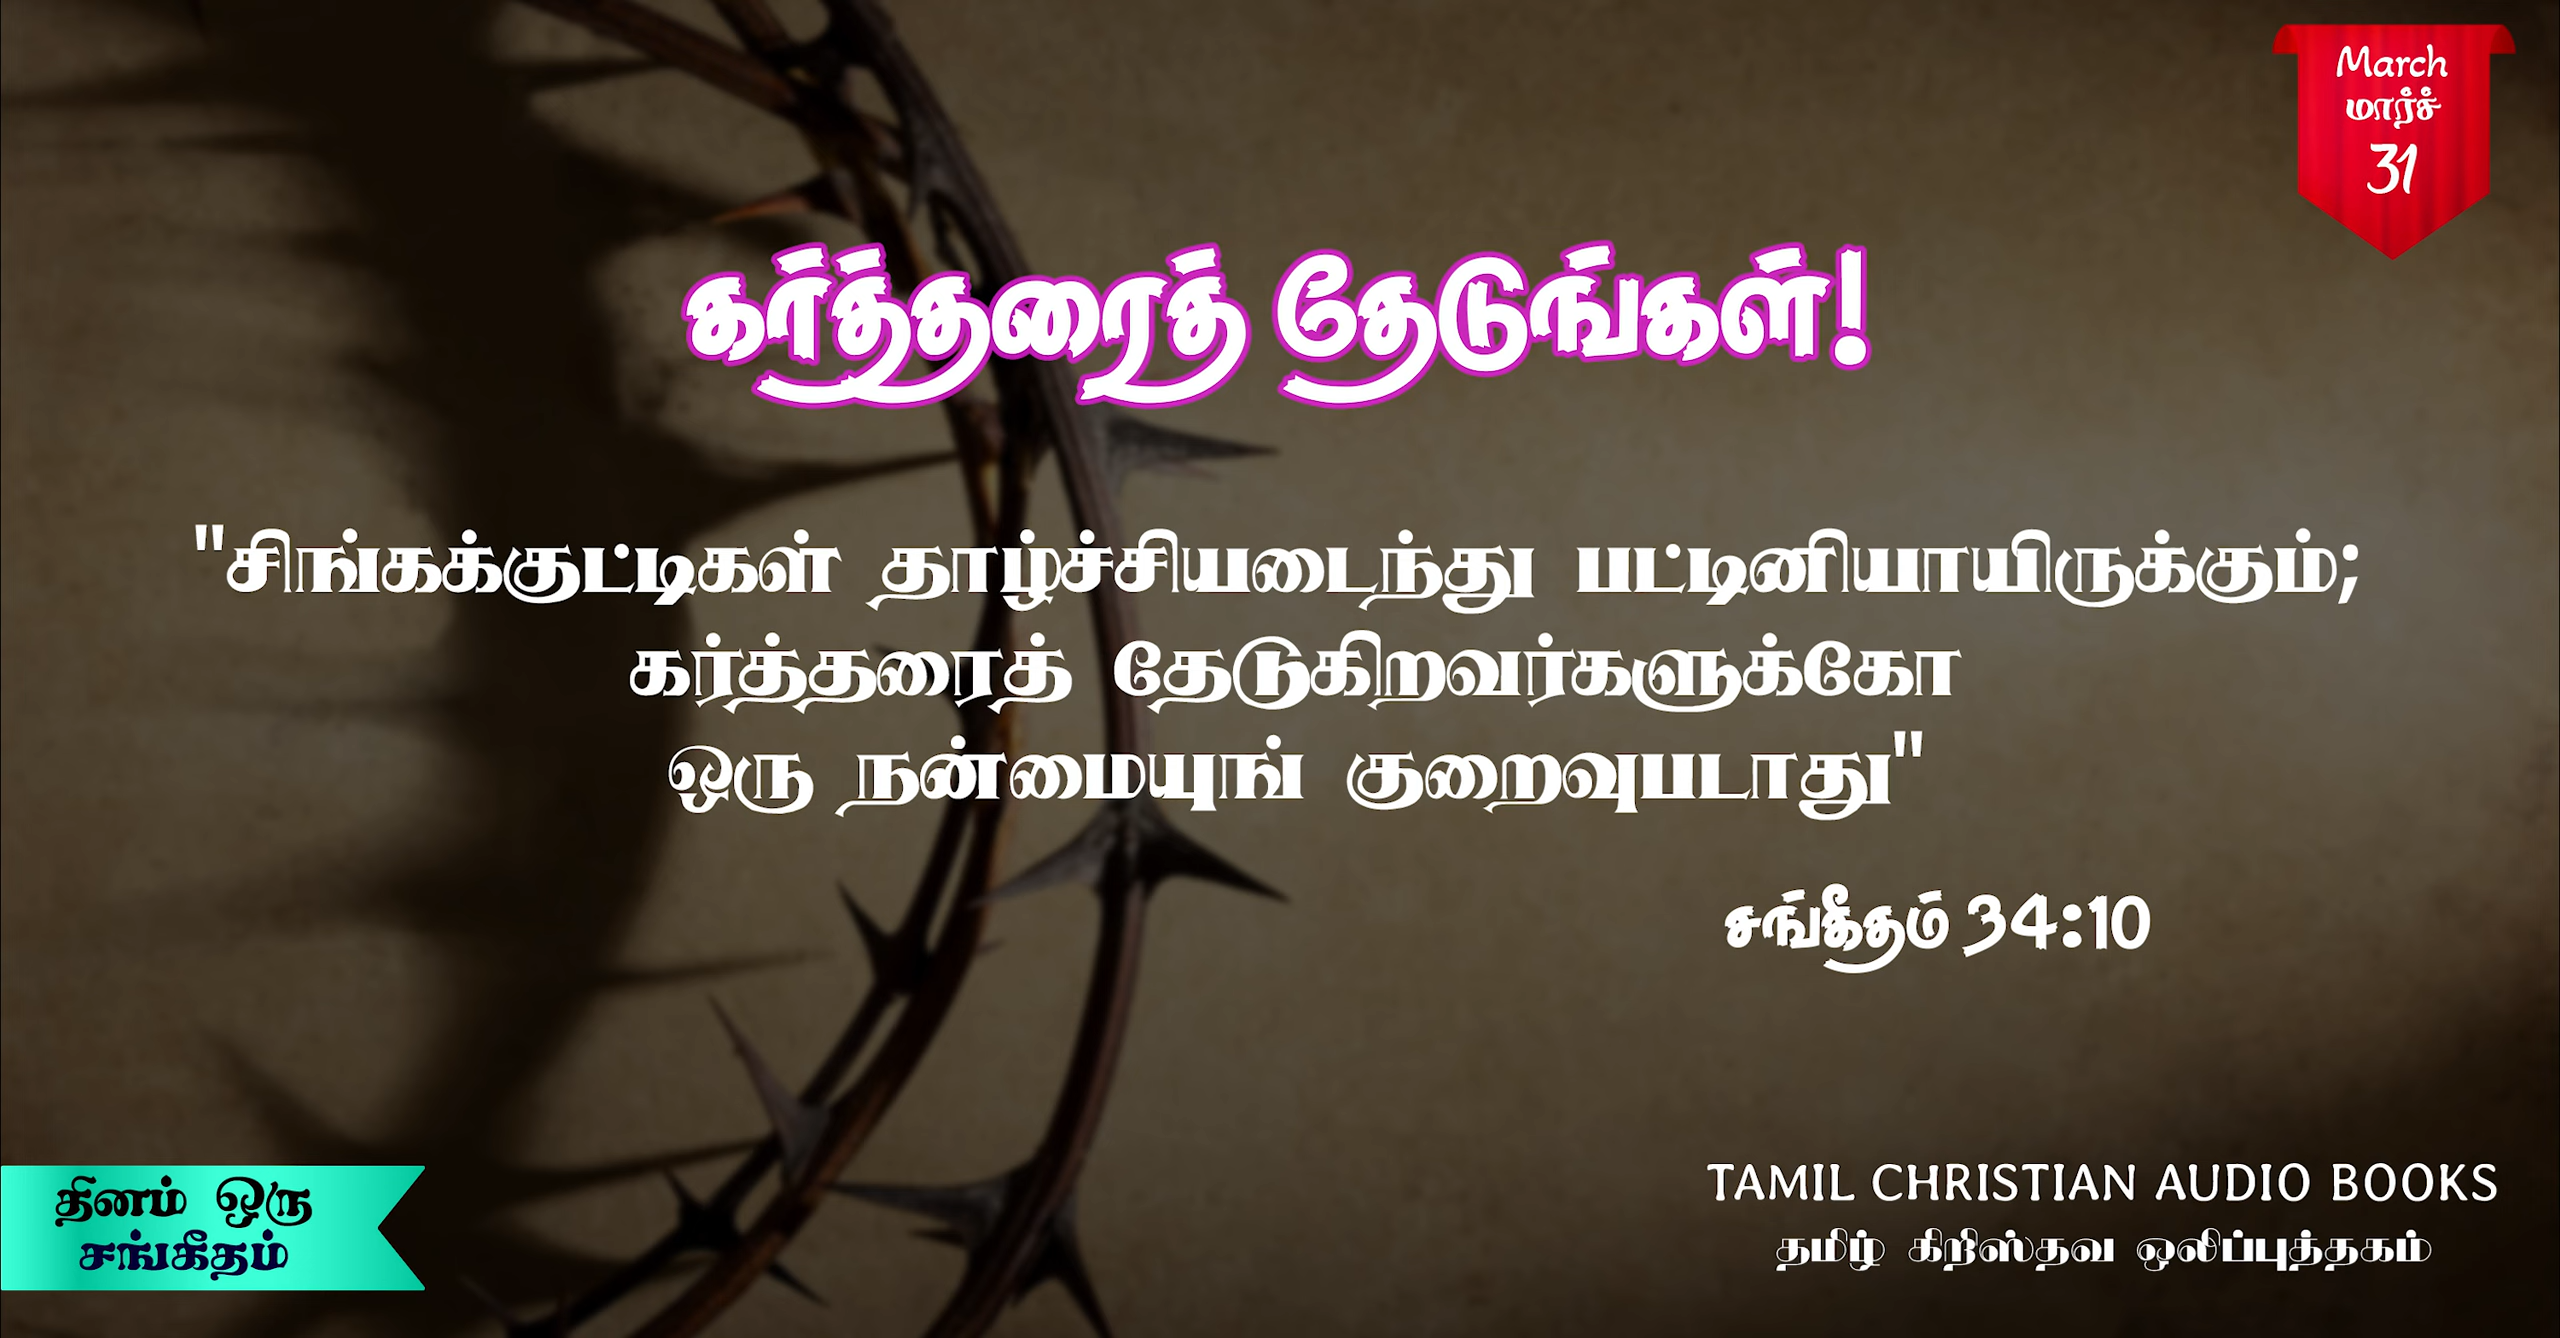 March
மார்ச்
31
கர்த்தரைத் தேடுங்கள்!
"சிங்கக்குட்டிகள் தாழ்ச்சியடைந்து பட்டினியாயிருக்கும்;
கர்த்தரைத் தேடுகிறவர்களுக்கோ
ஒரு நன்மையுங் குறைவுபடாது"
சங்கீதம் 34:10
தினம் ஒரு
சங்கீதம்
TAMIL CHRISTIAN AUDIO BOOKS
தமிழ் கிறிஸ்தவ ஒலிப்புத்தகம்